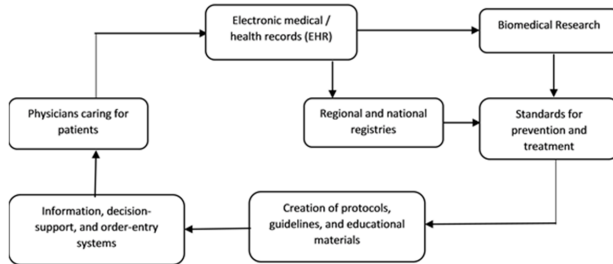 Electronic medical /
health records (EHR)
Biomedical Research
Physicians caring for
patients
Regional and national
registries
Standards for
prevention and
treatment
Information, decision-
support, and order-entry
systems
Creation of protocols,
guidelines, and educational
materials